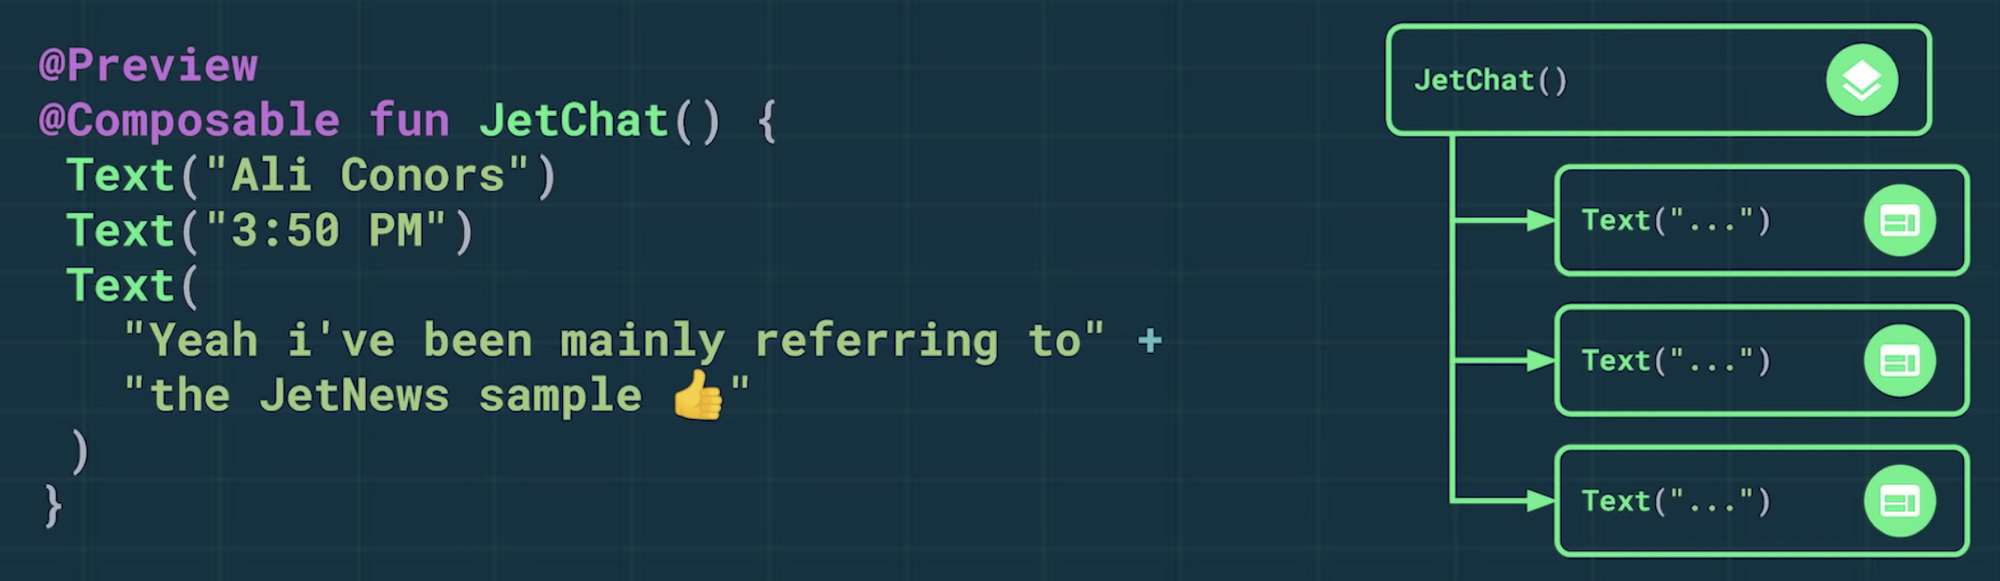 @Preview
@Composable fun JetChat() {
Text("Ali Conors")
Text("3:50 PM")
Text(
"Yeah i've been mainly referring to" +
"the JetNews sample 👍"
)
}
JetChat()
Text("...")
Text("...")
Text("...")